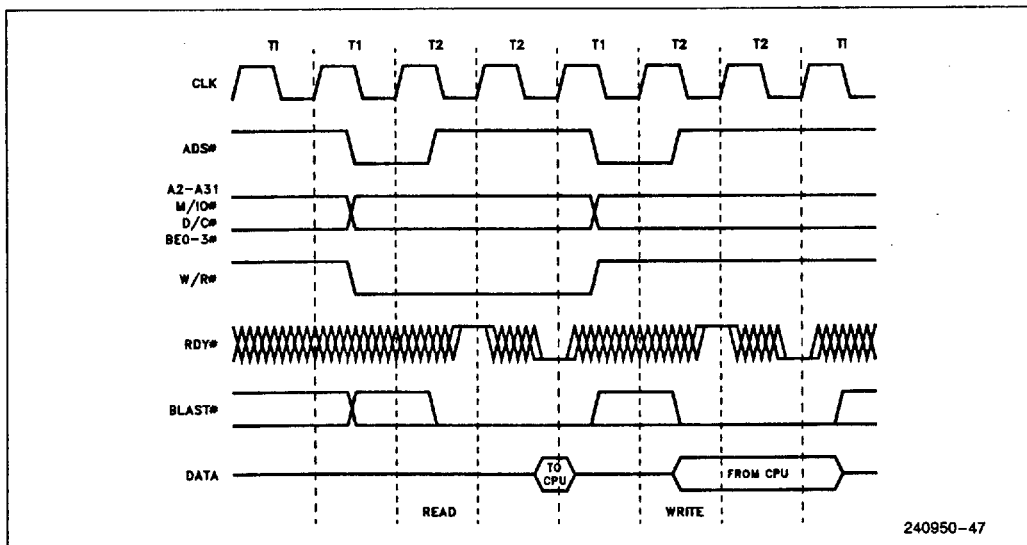 TI T1 T2 T2 T1 T2 T2 TI
CLK
ADS#
A2-A31
M/IO#
D/C#
BE0-3#
W/R#
RDY#
BLAST#
DATA
TO
CPU
FROM CPU
READ
WRITE
240950-47